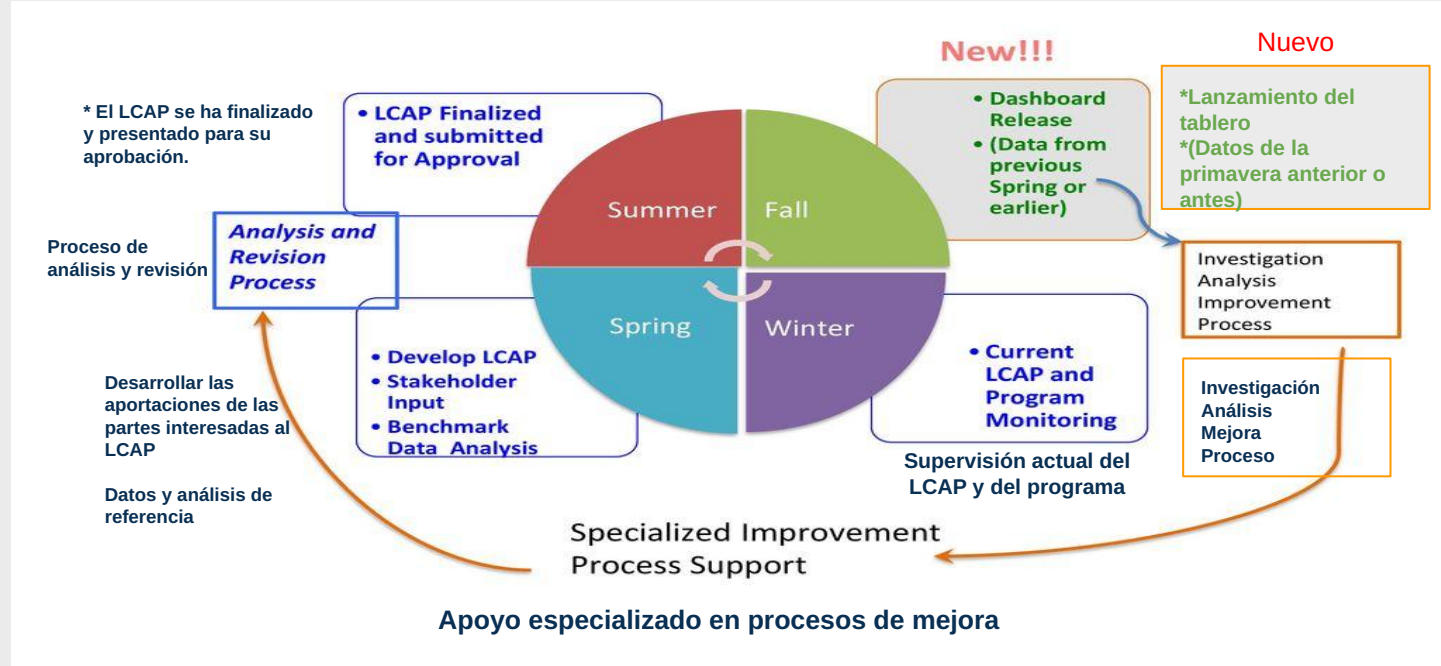 New!!!
Nuevo
* El LCAP se ha finalizado
y presentado para su
aprobación.
• LCAP Finalized
and submitted
for Approval
• Dashboard
Release
• (Data from
previous
Spring or
earlier)
*Lanzamiento del
tablero
*(Datos de la
primavera anterior o
antes)
Summer
Fall
Proceso de
análisis y revisión
Analysis and
Revision
Process
Investigation
Analysis
Improvement
Process
Spring
Winter
• Develop LCAP
• Stakeholder
Input
• Benchmark
Data Analysis
• Current
LCAP and
Program
Monitoring
Desarrollar las
aportaciones de las
partes interesadas al
LCAP
Datos y análisis de
referencia
Investigación
Análisis
Mejora
Proceso
Supervisión actual del
LCAP y del programa
Specialized Improvement
Process Support
Apoyo especializado en procesos de mejora